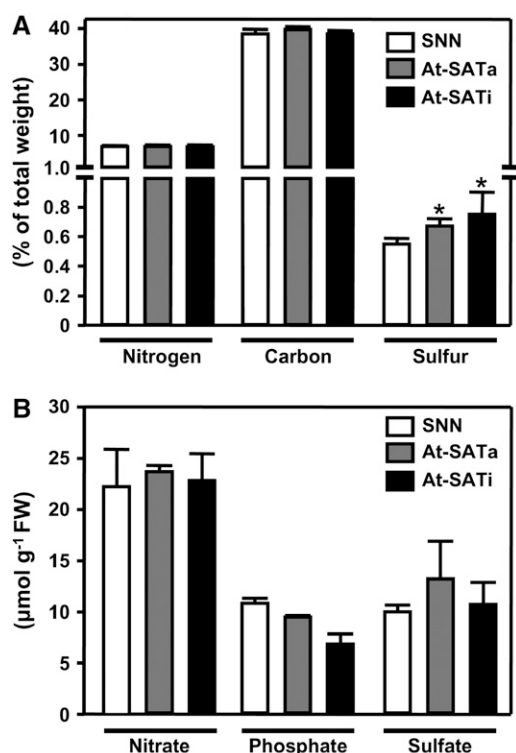 A
(% of total weight)
40
30
20
10
1.0
0.8
0.6
0.4
0.2
0
SNN
At-SATa
At-SATi
*
*
Nitrogen Carbon Sulfur
B
(μmol g⁻¹ FW)
30
25
20
15
10
5
0
SNN
At-SATa
At-SATi
Nitrate Phosphate Sulfate